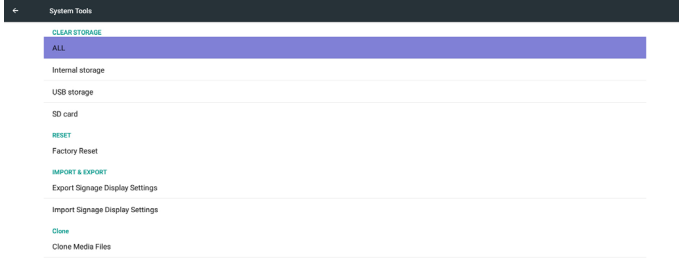 System Tools
CLEAR STORAGE
ALL
Internal storage
USB storage
SD card
RESET
Factory Reset
IMPORT & EXPORT
Export Signage Display Settings
Import Signage Display Settings
Clone
Clone Media Files